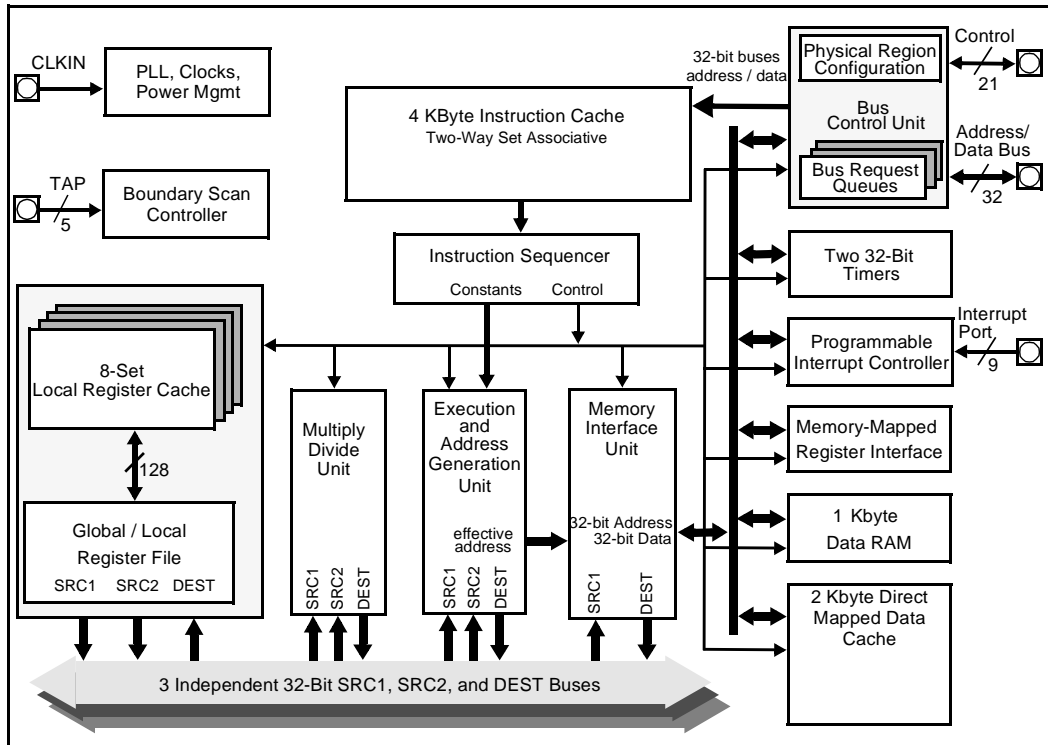 CLKIN
PLL, Clocks,
Power Mgmt
TAP
5
Boundary Scan
Controller
32-bit buses
address / data
4 KByte Instruction Cache
Two-Way Set Associative
Instruction Sequencer
Constants Control
Physical Region
Configuration
Bus
Control Unit
Bus Request
Queues
Control
21
Address/
Data Bus
32
Two 32-Bit
Timers
Programmable
Interrupt Controller
Interrupt
Port
9
Memory-Mapped
Register Interface
1 Kbyte
Data RAM
2 Kbyte Direct
Mapped Data
Cache
8-Set
Local Register Cache
128
Global / Local
Register File
SRC1 SRC2 DEST
Multiply
Divide
Unit
SRC1
SRC2
DEST
Execution
and
Address
Generation
Unit
effective
address
SRC1
SRC2
DEST
Memory
Interface
Unit
32-bit Address
32-bit Data
SRC1
DEST
3 Independent 32-Bit SRC1, SRC2, and DEST Buses